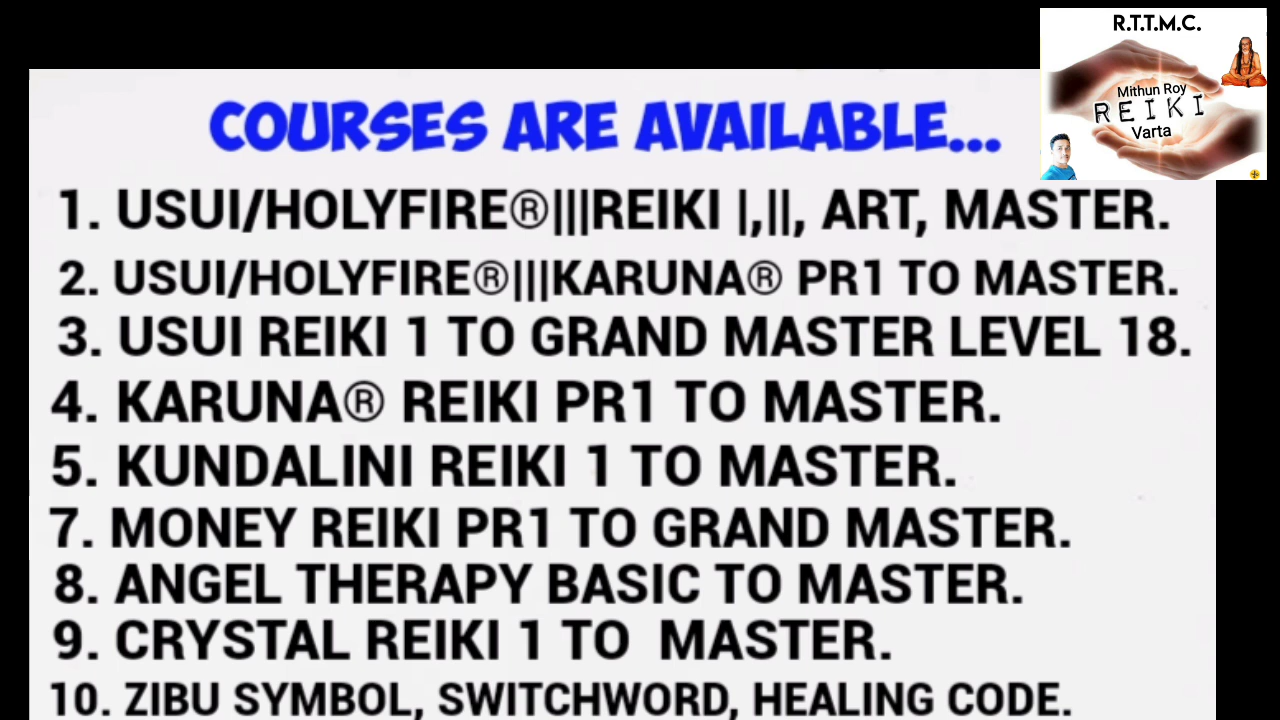 R.T.T.M.C.
Mithun Roy
REIKI
Varta
COURSES ARE AVAILABLE...
1. USUI/HOLYFIRE®|||REIKI |,||, ART, MASTER.
2. USUI/HOLYFIRE®|||KARUNA® PR1 TO MASTER.
3. USUI REIKI 1 TO GRAND MASTER LEVEL 18.
4. KARUNA® REIKI PR1 TO MASTER.
5. KUNDALINI REIKI 1 TO MASTER.
7. MONEY REIKI PR1 TO GRAND MASTER.
8. ANGEL THERAPY BASIC TO MASTER.
9. CRYSTAL REIKI 1 TO MASTER.
10. ZIBU SYMBOL, SWITCHWORD, HEALING CODE.